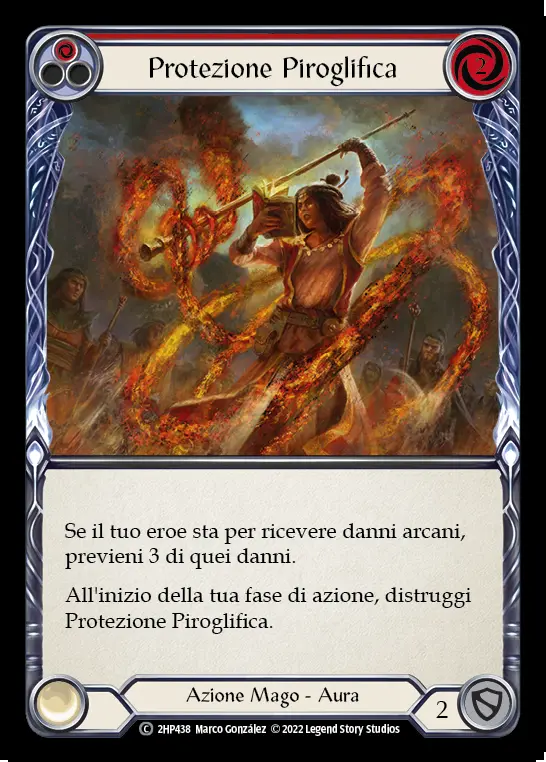 Protezione Piroglifica
2
Se il tuo eroe sta per ricevere danni arcani,
previeni 3 di quei danni.
All'inizio della tua fase di azione, distruggi
Protezione Piroglifica.
Azione Mago - Aura
2
C 2HP438 Marco González © 2022 Legend Story Studios